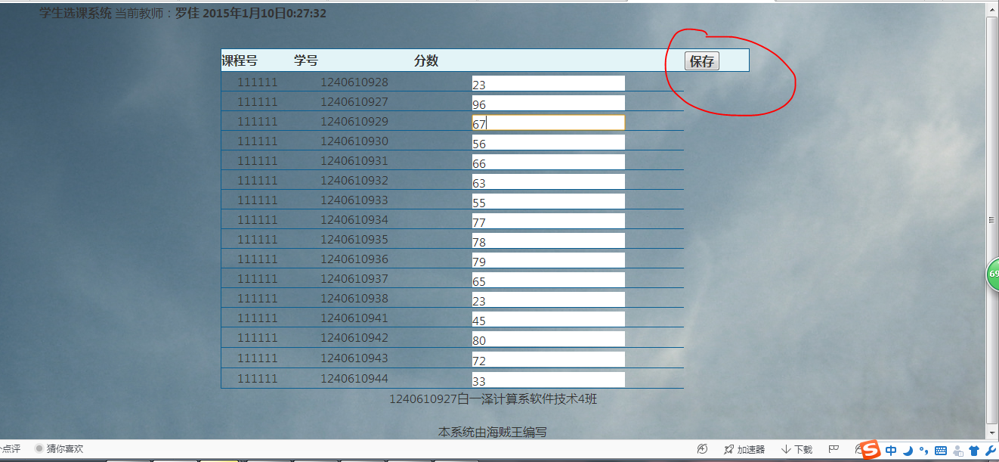 学生选课系统 当前教师：罗佳 2015年1月10日0:27:32
课程号 学号 分数 保存
111111 1240610928 23
111111 1240610927 96
111111 1240610929 67
111111 1240610930 56
111111 1240610931 66
111111 1240610932 63
111111 1240610933 55
111111 1240610934 77
111111 1240610935 78
111111 1240610936 79
111111 1240610937 65
111111 1240610938 23
111111 1240610941 45
111111 1240610942 80
111111 1240610943 72
111111 1240610944 33
1240610927白一泽计算系软件技术4班
本系统由海贼王编写
69
点评 猜你喜欢 加速器 下载 S 中